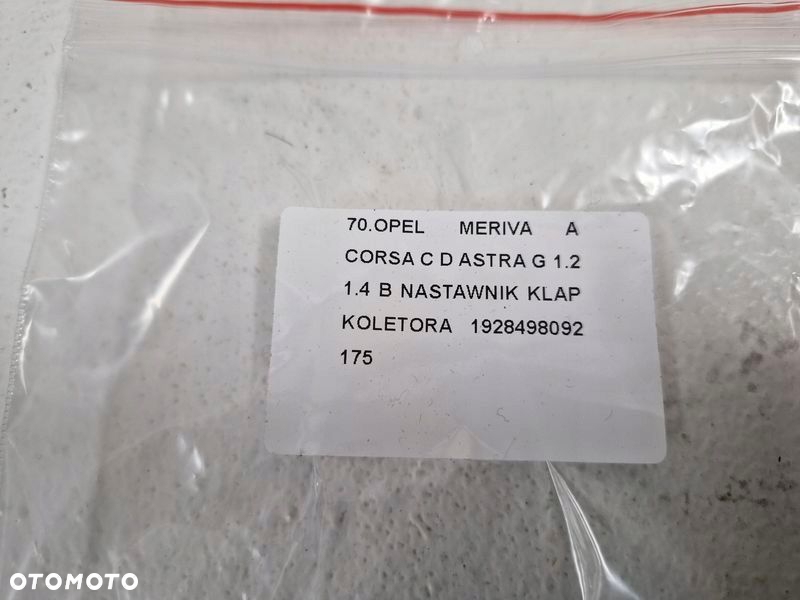 70.OPEL MERIVA A
CORSA C D ASTRA G 1.2
1.4 B NASTAWNIK KLAP
KOLETORA 1928498092
175
OTOMOTO